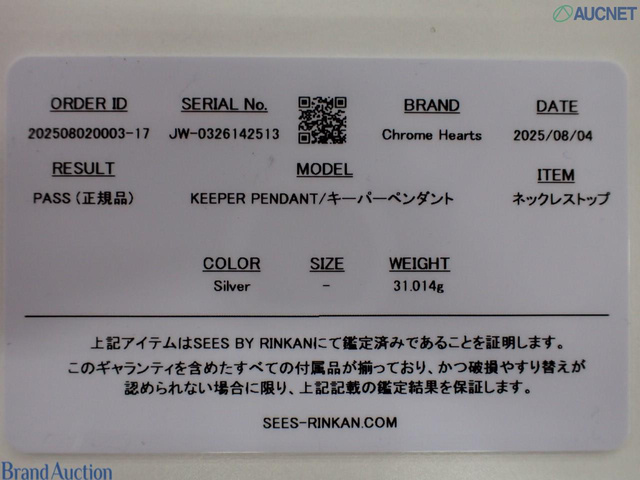 AUCNET
ORDER ID
202508020003-17
SERIAL No.
JW-0326142513
BRAND
Chrome Hearts
DATE
2025/08/04
RESULT
PASS (正規品)
MODEL
KEEPER PENDANT/キーパーペンダント
ITEM
ネックレストップ
COLOR
Silver
SIZE
-
WEIGHT
31.014g
上記アイテムはSEES BY RINKANにて鑑定済みであることを証明します。
このギャランティを含めたすべての付属品が揃っており、かつ破損やすり替えが
認められない場合に限り、上記記載の鑑定結果を保証します。
SEES-RINKAN.COM
Brand Auction